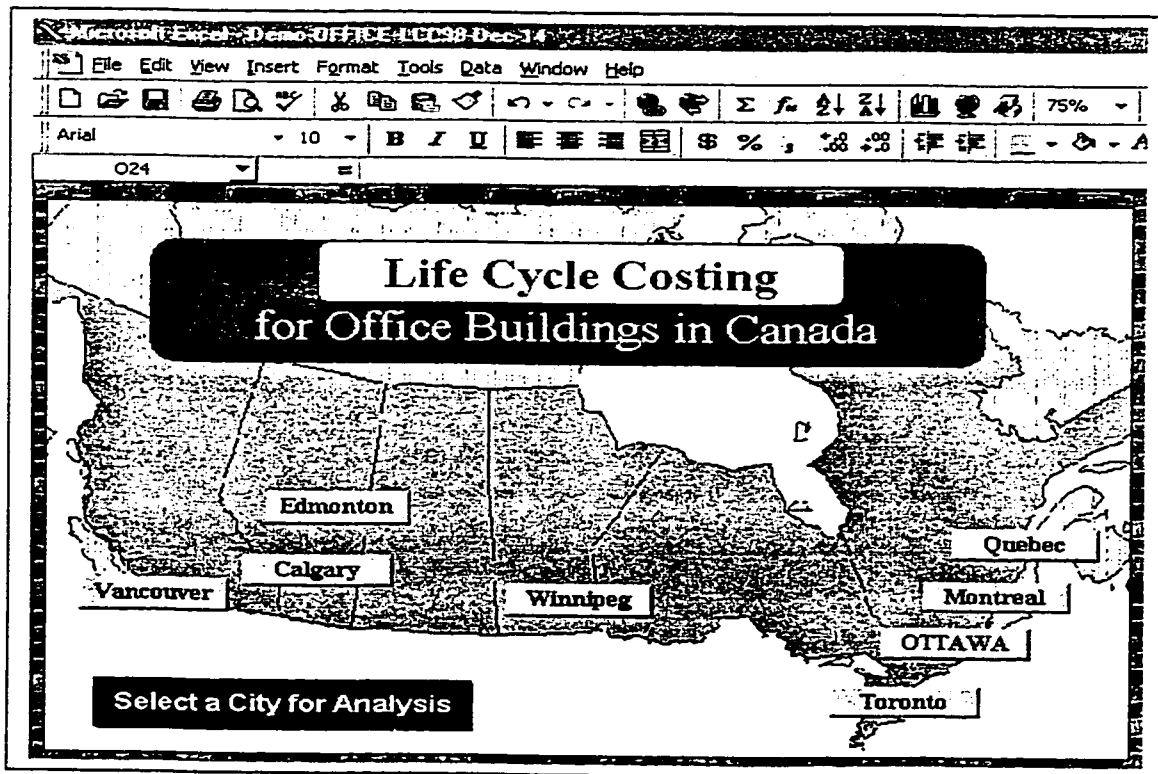 Microsoft Excel - Demo-OFFICE-LCC98-Dec-14
File Edit View Insert Format Tools Data Window Help
75%
Arial 10 B I U $ % ,
O24 =
Life Cycle Costing
for Office Buildings in Canada
Edmonton
Calgary
Vancouver
Winnipeg
Quebec
Montreal
OTTAWA
Toronto
Select a City for Analysis